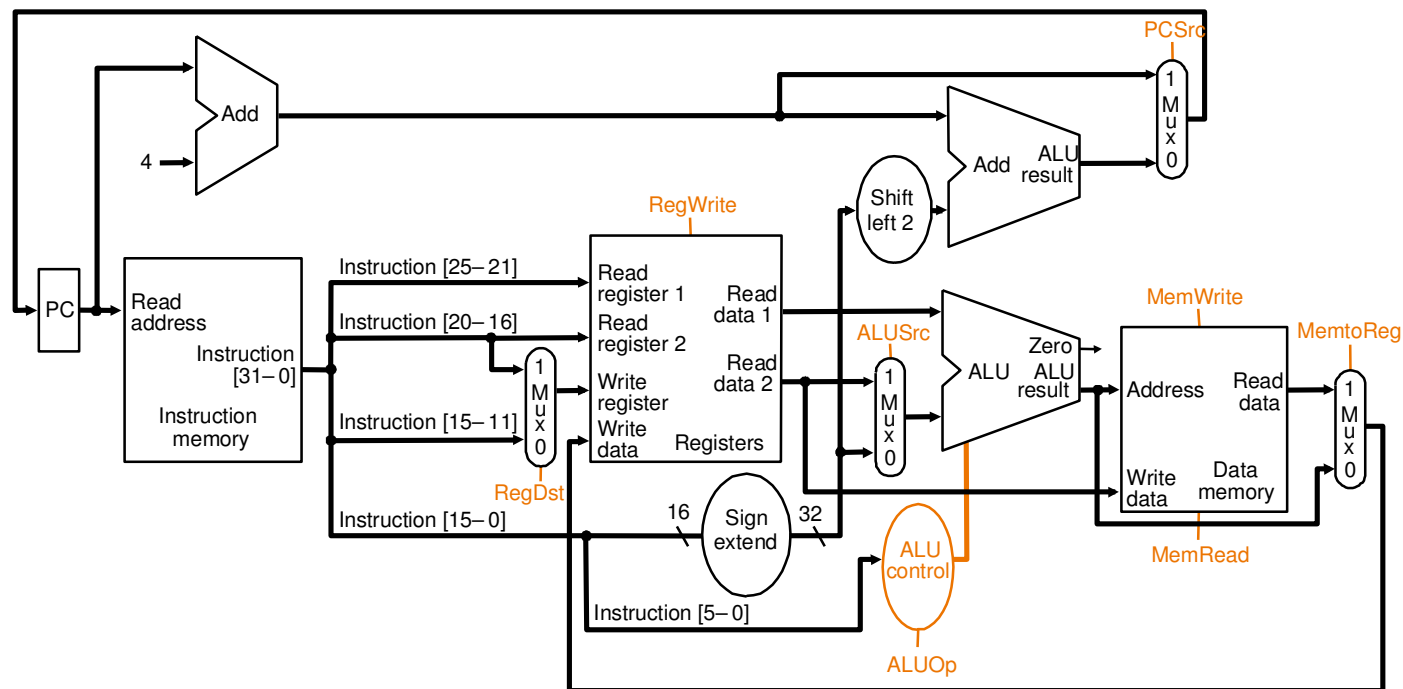 PCSrc
Add
4
1
M
u
x
0
Add
ALU
result
Shift
left 2
RegWrite
PC
Read
address
Instruction
[31–0]
Instruction
memory
Instruction [25–21]
Instruction [20–16]
Instruction [15–11]
Instruction [15–0]
1
M
u
x
0
RegDst
Read
register 1
Read
register 2
Write
register
Write
data
Read
data 1
Read
data 2
Registers
16
Sign
extend
32
Instruction [5–0]
ALUSrc
1
M
u
x
0
Zero
ALU
ALU
result
ALU
control
ALUOp
MemWrite
Address
Read
data
Write
data
Data
memory
MemRead
MemtoReg
1
M
u
x
0